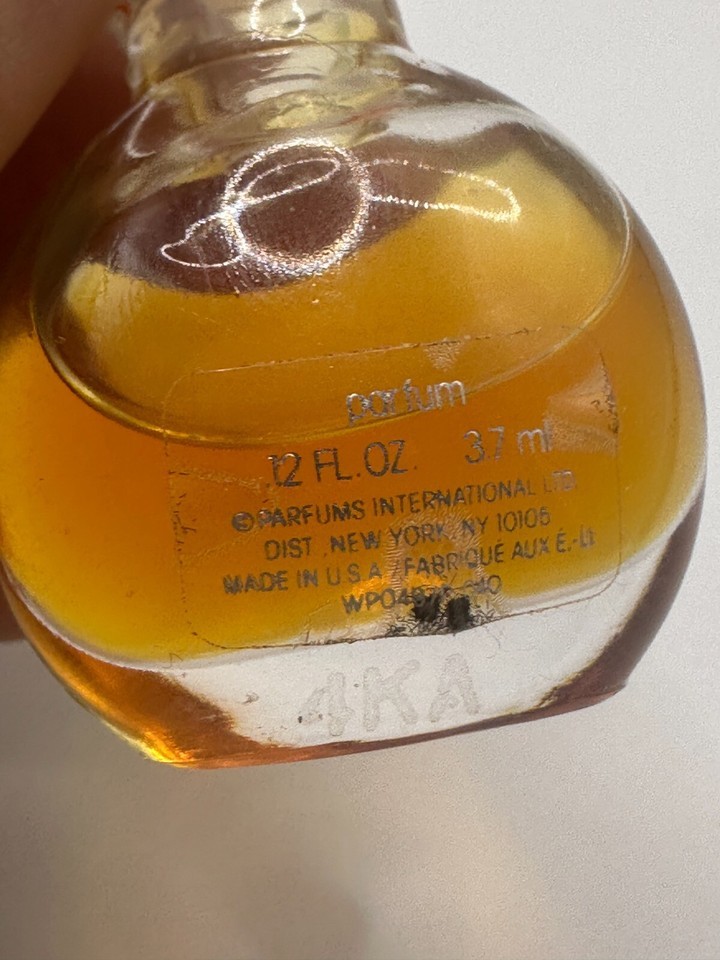 parfum
.12 FL.OZ. 3.7 ml
© PARFUMS INTERNATIONAL LTD.
DIST. NEW YORK, NY 10106
MADE IN U.S.A./FABRIQUÉ AUX É.-U.
4KA